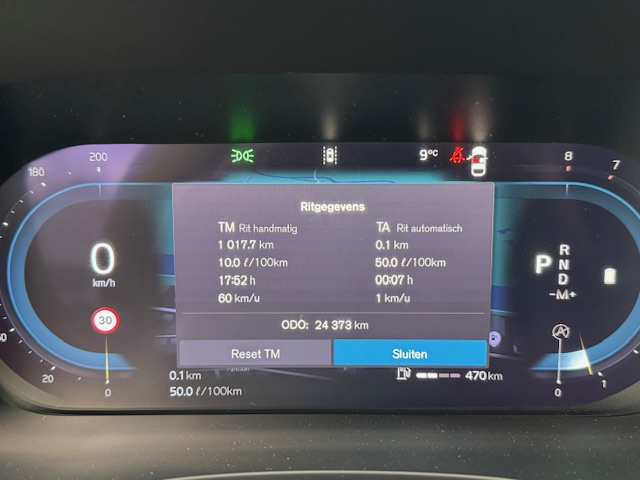 180
200
9°C
8
7
Ritgegevens
TM Rit handmatig
1 017.7 km
10.0 ℓ/100km
17:52 h
60 km/u
TA Rit automatisch
0.1 km
50.0 ℓ/100km
00:07 h
1 km/u
ODO: 24 373 km
Reset TM
Sluiten
0
km/h
30
20
0
P
R
N
D
-M+
A
1
0
0.1 km
50.0 ℓ/100km
470 km